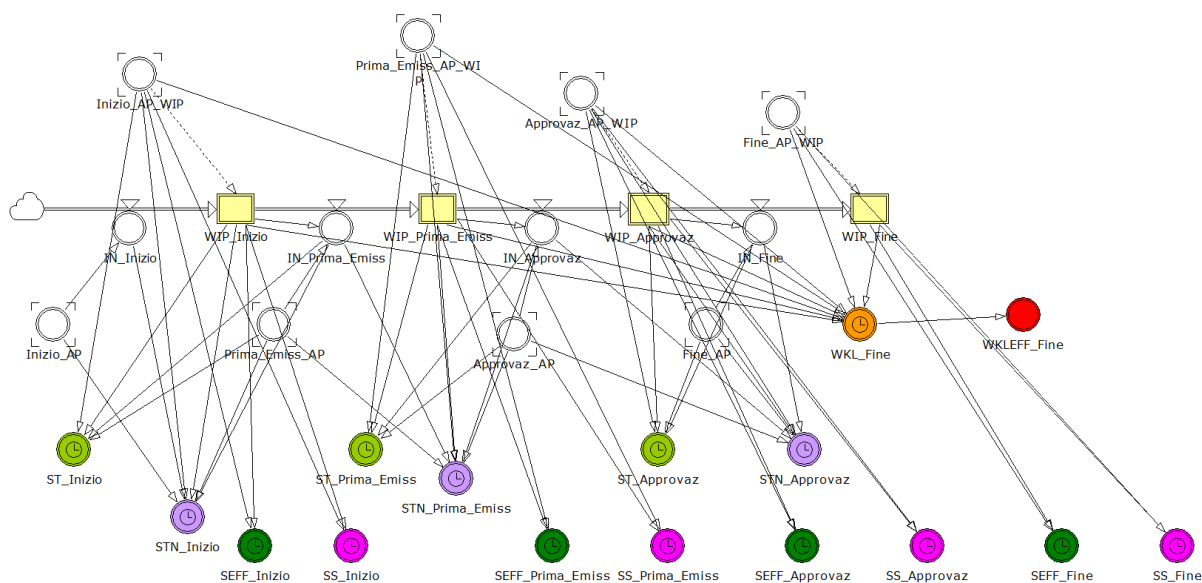 Prima_Emiss_AP_WI
p
Inizio_AP_WIP
Approvaz_AP_WIP
Fine_AP_WIP
WIP_Inizio
WIP_Prima_Emiss
WIP_Approvaz
WIP_Fine
IN_Inizio
IN_Prima_Emiss
IN_Approvaz
IN_Fine
Inizio_AP
Prima_Emiss_AP
Approvaz_AP
Fine_AP
WKL_Fine
WKLEFF_Fine
ST_Inizio
ST_Prima_Emiss
ST_Approvaz
STN_Approvaz
STN_Prima_Emiss
STN_Inizio
SEFF_Inizio
SS_Inizio
SEFF_Prima_Emiss
SS_Prima_Emiss
SEFF_Approvaz
SS_Approvaz
SEFF_Fine
SS_Fine